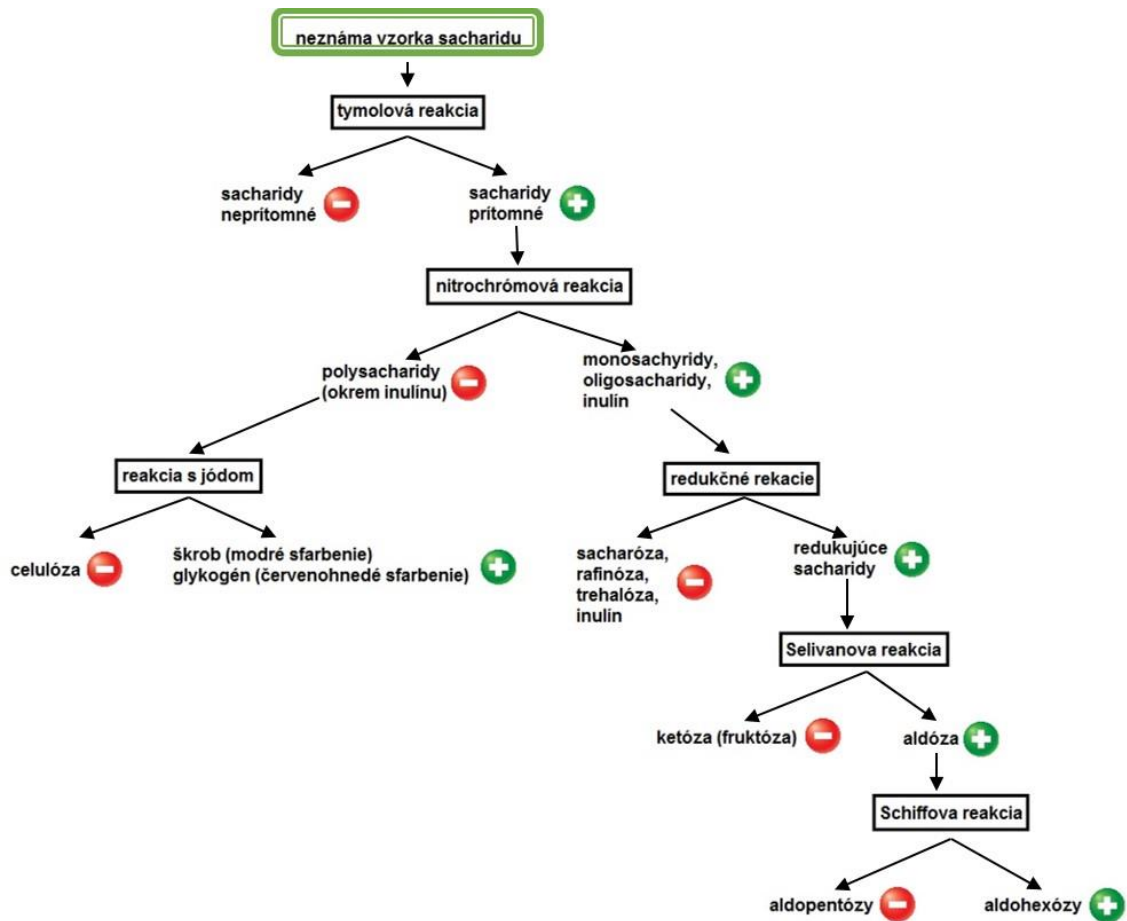 neznáma vzorka sacharidu
tymolová reakcia
sacharidy
neprítomné
sacharidy
prítomné
nitrochrómová reakcia
polysacharidy
(okrem inulínu)
monosachyridy,
oligosacharidy,
inulín
reakcia s jódom
redukčné rekacie
celulóza
škrob (modré sfarbenie)
glykogén (červenohnedé sfarbenie)
sacharóza,
rafinóza,
trehalóza,
inulín
redukujúce
sacharidy
Selivanova reakcia
ketóza (fruktóza)
aldóza
Schiffova reakcia
aldopentózy
aldohexózy